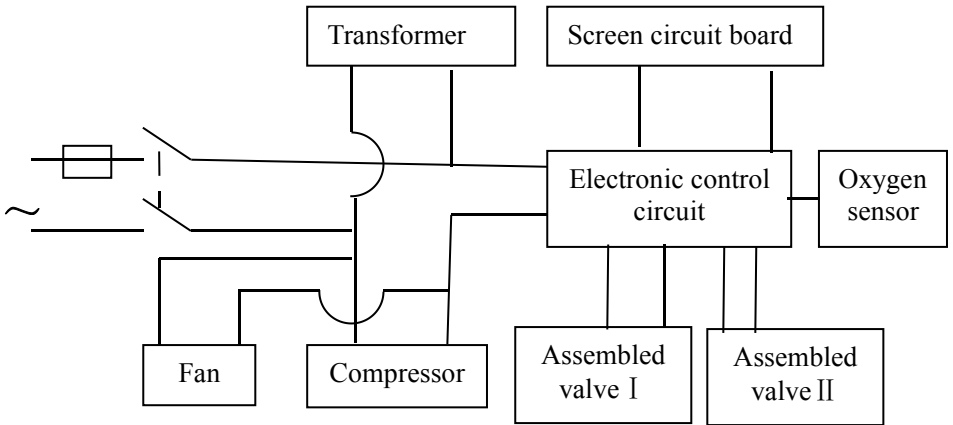 Transformer
Screen circuit board
Electronic control
circuit
Oxygen
sensor
~
Fan
Compressor
Assembled
valve Ⅰ
Assembled
valve Ⅱ